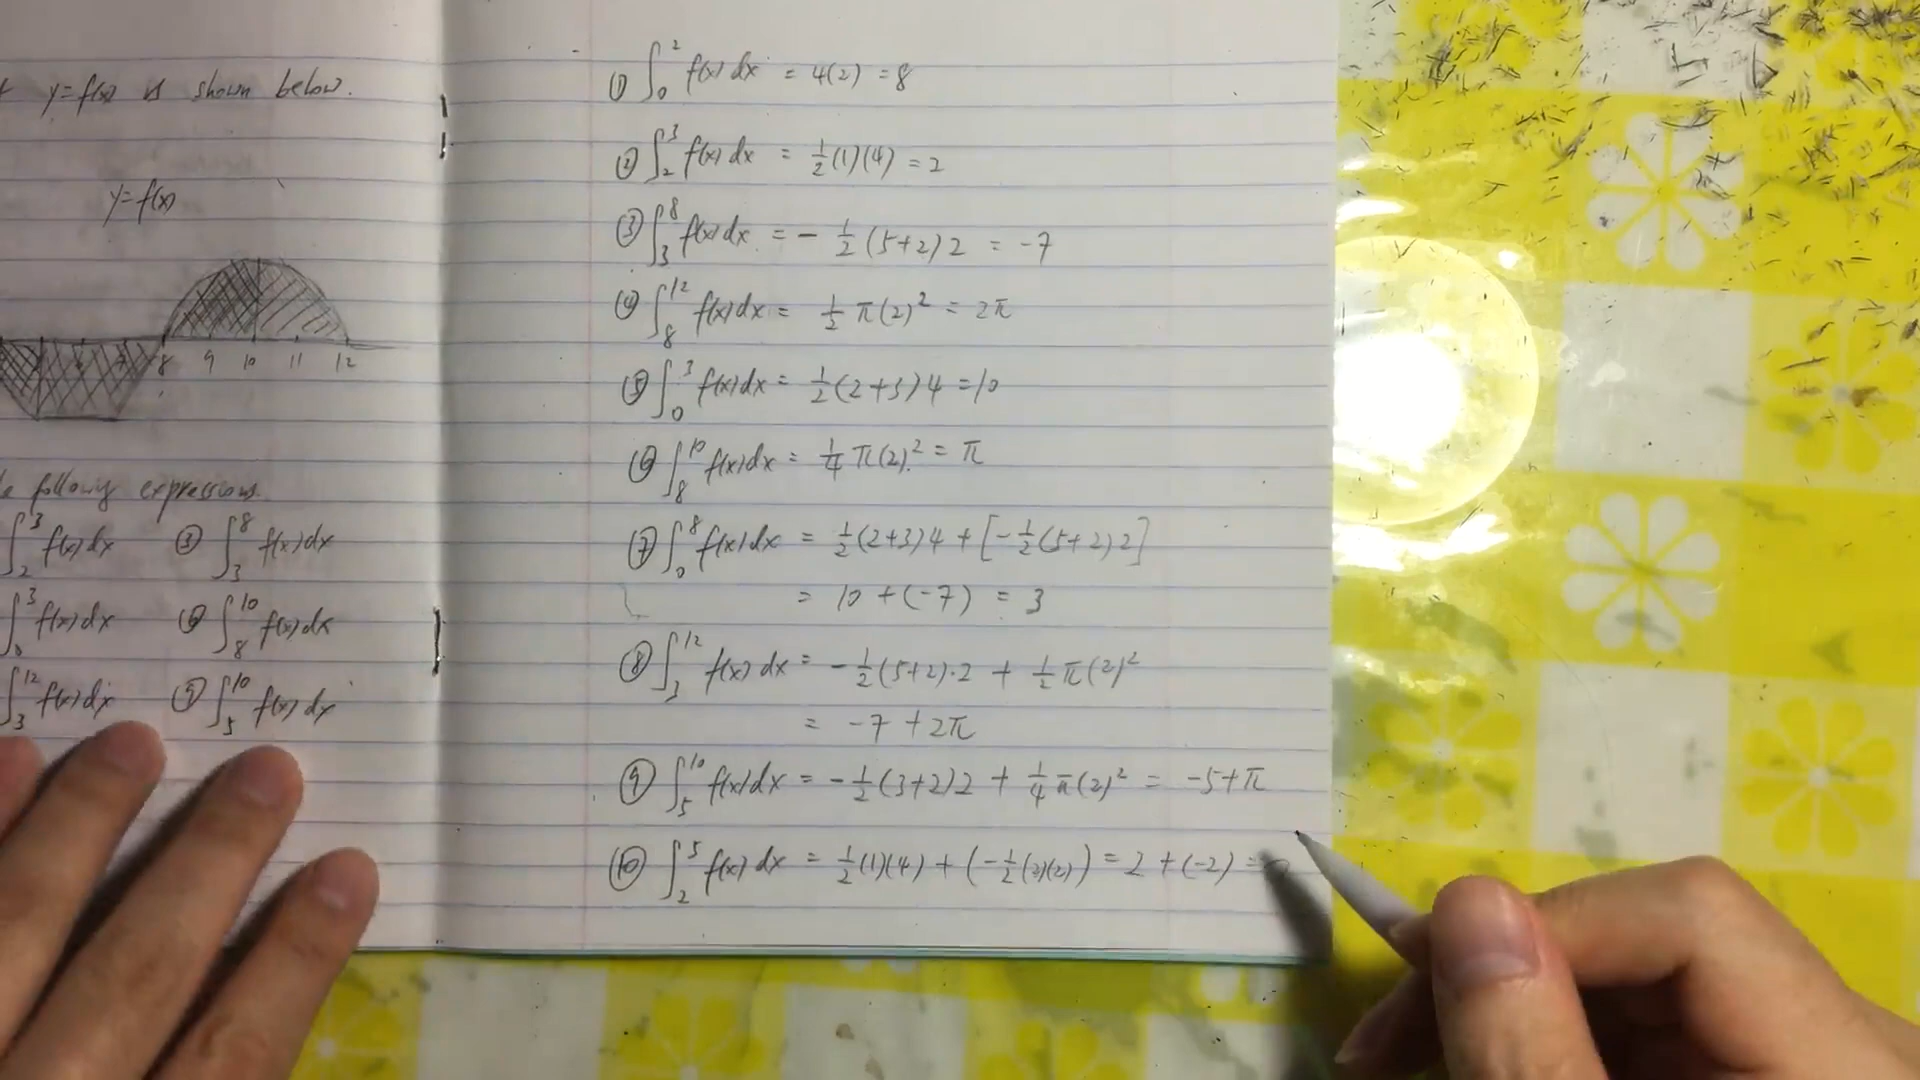 y=f(x) is shown below.
y=f(x)
8 9 10 11 12
following expressions.
∫₂³ f(x)dx ③ ∫₃⁸ f(x)dx
∫₀³ f(x)dx ⑥ ∫₈¹⁰ f(x)dx
∫₃¹² f(x)dx ⑨ ∫₅¹⁰ f(x)dx
① ∫₀² f(x)dx = 4(2) = 8
② ∫₂³ f(x)dx = ½(1)(4) = 2
③ ∫₃⁸ f(x)dx = -½(5+2)2 = -7
④ ∫₈¹² f(x)dx = ½π(2)² = 2π
⑤ ∫₀³ f(x)dx = ½(2+3)4 = 10
⑥ ∫₈¹⁰ f(x)dx = ¼π(2)² = π
⑦ ∫₀⁸ f(x)dx = ½(2+3)4 + [-½(5+2)2]
= 10 + (-7) = 3
⑧ ∫₃¹² f(x)dx = -½(5+2)·2 + ½π(2)²
= -7 + 2π
⑨ ∫₅¹⁰ f(x)dx = -½(3+2)2 + ¼π(2)² = -5+π
⑩ ∫₂⁵ f(x)dx = ½(1)(4) + (-½(2)(2)) = 2 + (-2) =